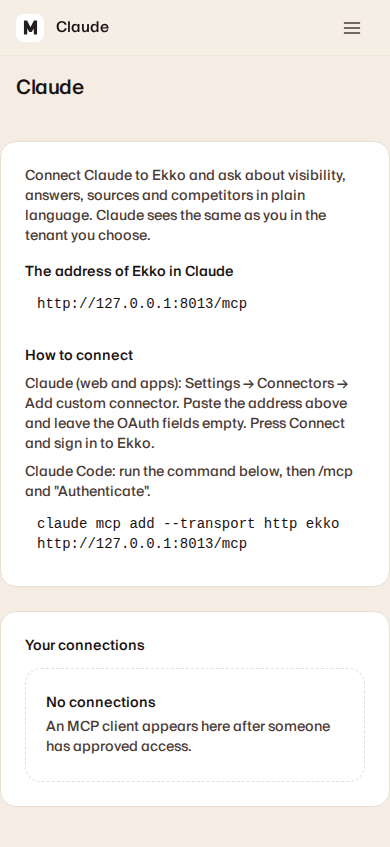 M Claude
Claude
Connect Claude to Ekko and ask about visibility,
answers, sources and competitors in plain
language. Claude sees the same as you in the
tenant you choose.
The address of Ekko in Claude
http://127.0.0.1:8013/mcp
How to connect
Claude (web and apps): Settings → Connectors →
Add custom connector. Paste the address above
and leave the OAuth fields empty. Press Connect
and sign in to Ekko.
Claude Code: run the command below, then /mcp
and "Authenticate".
claude mcp add --transport http ekko
http://127.0.0.1:8013/mcp
Your connections
No connections
An MCP client appears here after someone
has approved access.